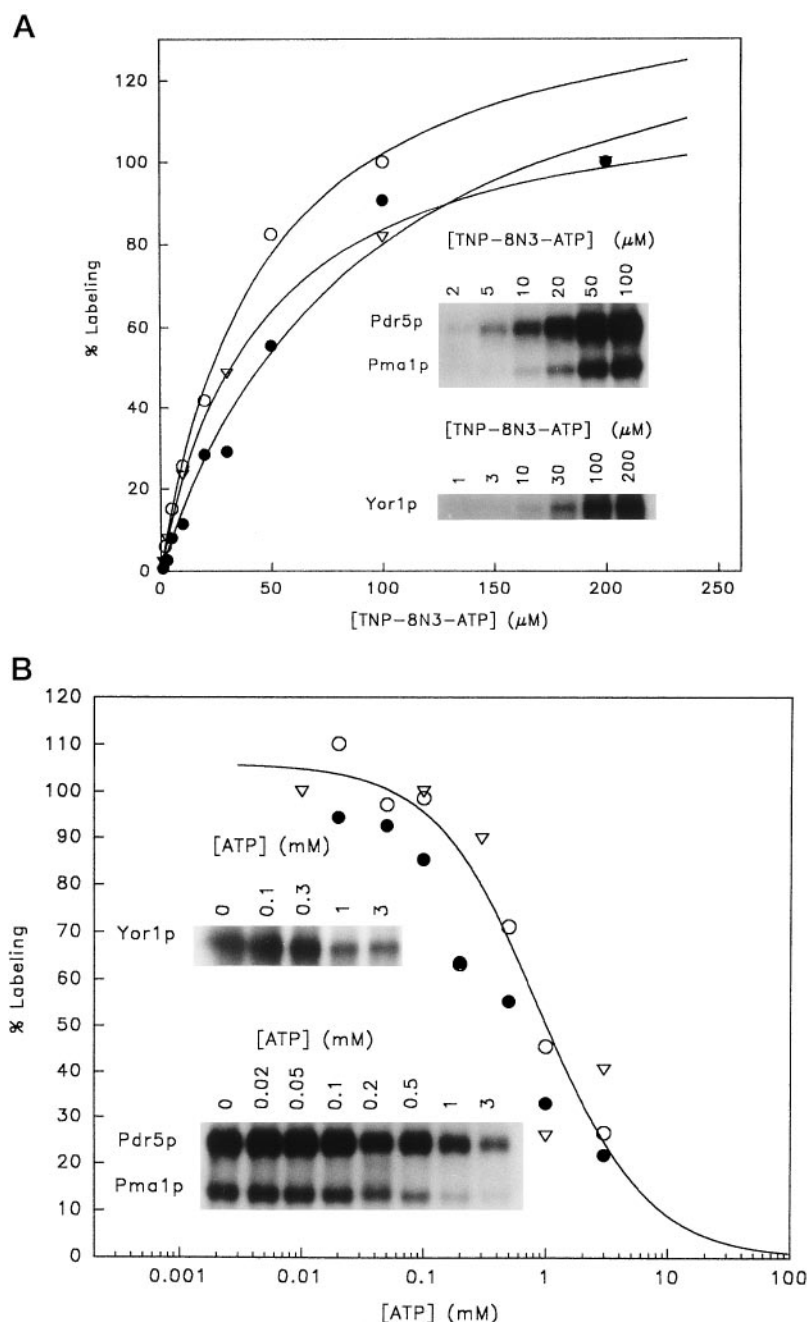 A
120
100
80
60
40
20
0
% Labeling
[TNP-8N3-ATP] (μM)
2 5 10 20 50 100
Pdr5p
Pma1p
[TNP-8N3-ATP] (μM)
1 3 10 30 100 200
Yor1p
0 50 100 150 200 250
[TNP-8N3-ATP] (μM)
B
120
110
100
90
80
70
60
50
40
30
20
10
0
% Labeling
[ATP] (mM)
0 0.1 0.3 1 3
Yor1p
[ATP] (mM)
0 0.02 0.05 0.1 0.2 0.5 1 3
Pdr5p
Pma1p
0.001 0.01 0.1 1 10 100
[ATP] (mM)